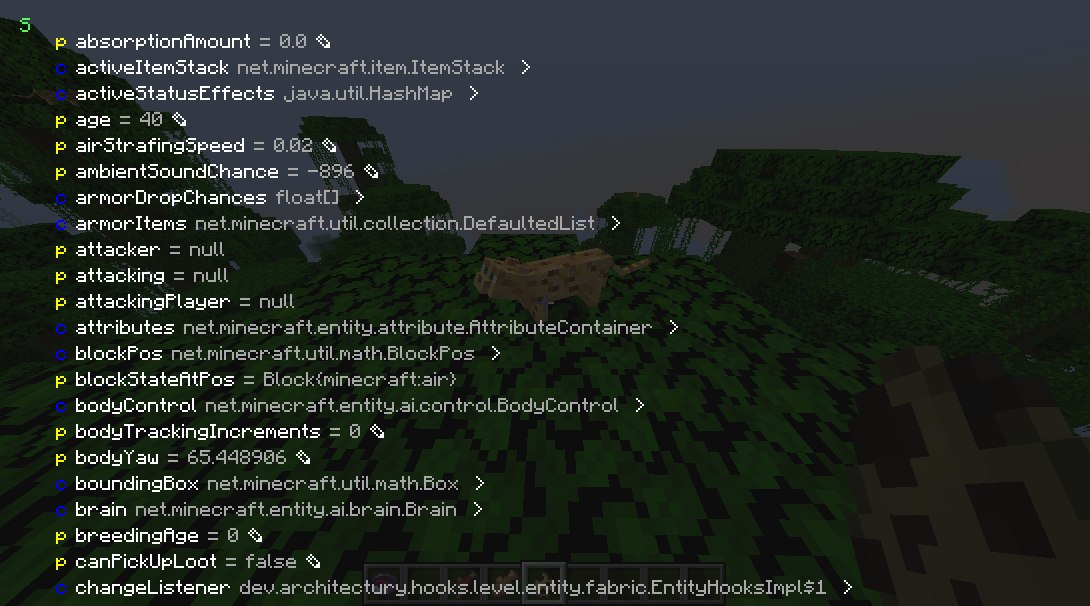 S
p absorptionAmount = 0.0 ✎
c activeItemStack net.minecraft.item.ItemStack >
c activeStatusEffects java.util.HashMap >
p age = 40 ✎
p airStrafingSpeed = 0.02 ✎
p ambientSoundChance = -896 ✎
c armorDropChances float[] >
c armorItems net.minecraft.util.collection.DefaultedList >
p attacker = null
p attacking = null
p attackingPlayer = null
c attributes net.minecraft.entity.attribute.AttributeContainer >
c blockPos net.minecraft.util.math.BlockPos >
p blockStateAtPos = Block{minecraft:air}
c bodyControl net.minecraft.entity.ai.control.BodyControl >
p bodyTrackingIncrements = 0 ✎
p bodyYaw = 65.448906 ✎
c boundingBox net.minecraft.util.math.Box >
c brain net.minecraft.entity.ai.brain.Brain >
p breedingAge = 0 ✎
p canPickUpLoot = false ✎
c changeListener dev.architectury.hooks.level.entity.fabric.EntityHooksImpl$1 >